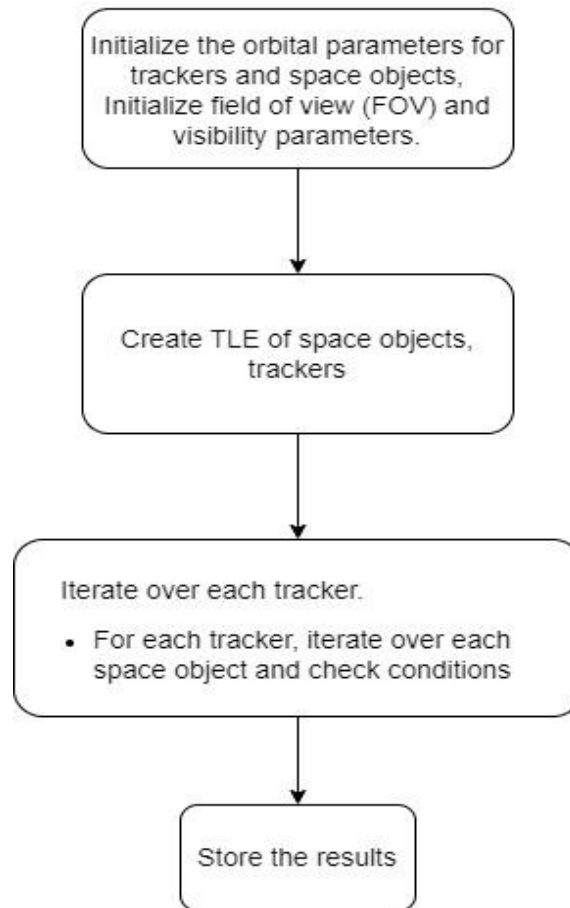 Initialize the orbital parameters for
trackers and space objects,
Initialize field of view (FOV) and
visibility parameters.
Create TLE of space objects,
trackers
Iterate over each tracker.
• For each tracker, iterate over each
space object and check conditions
Store the results